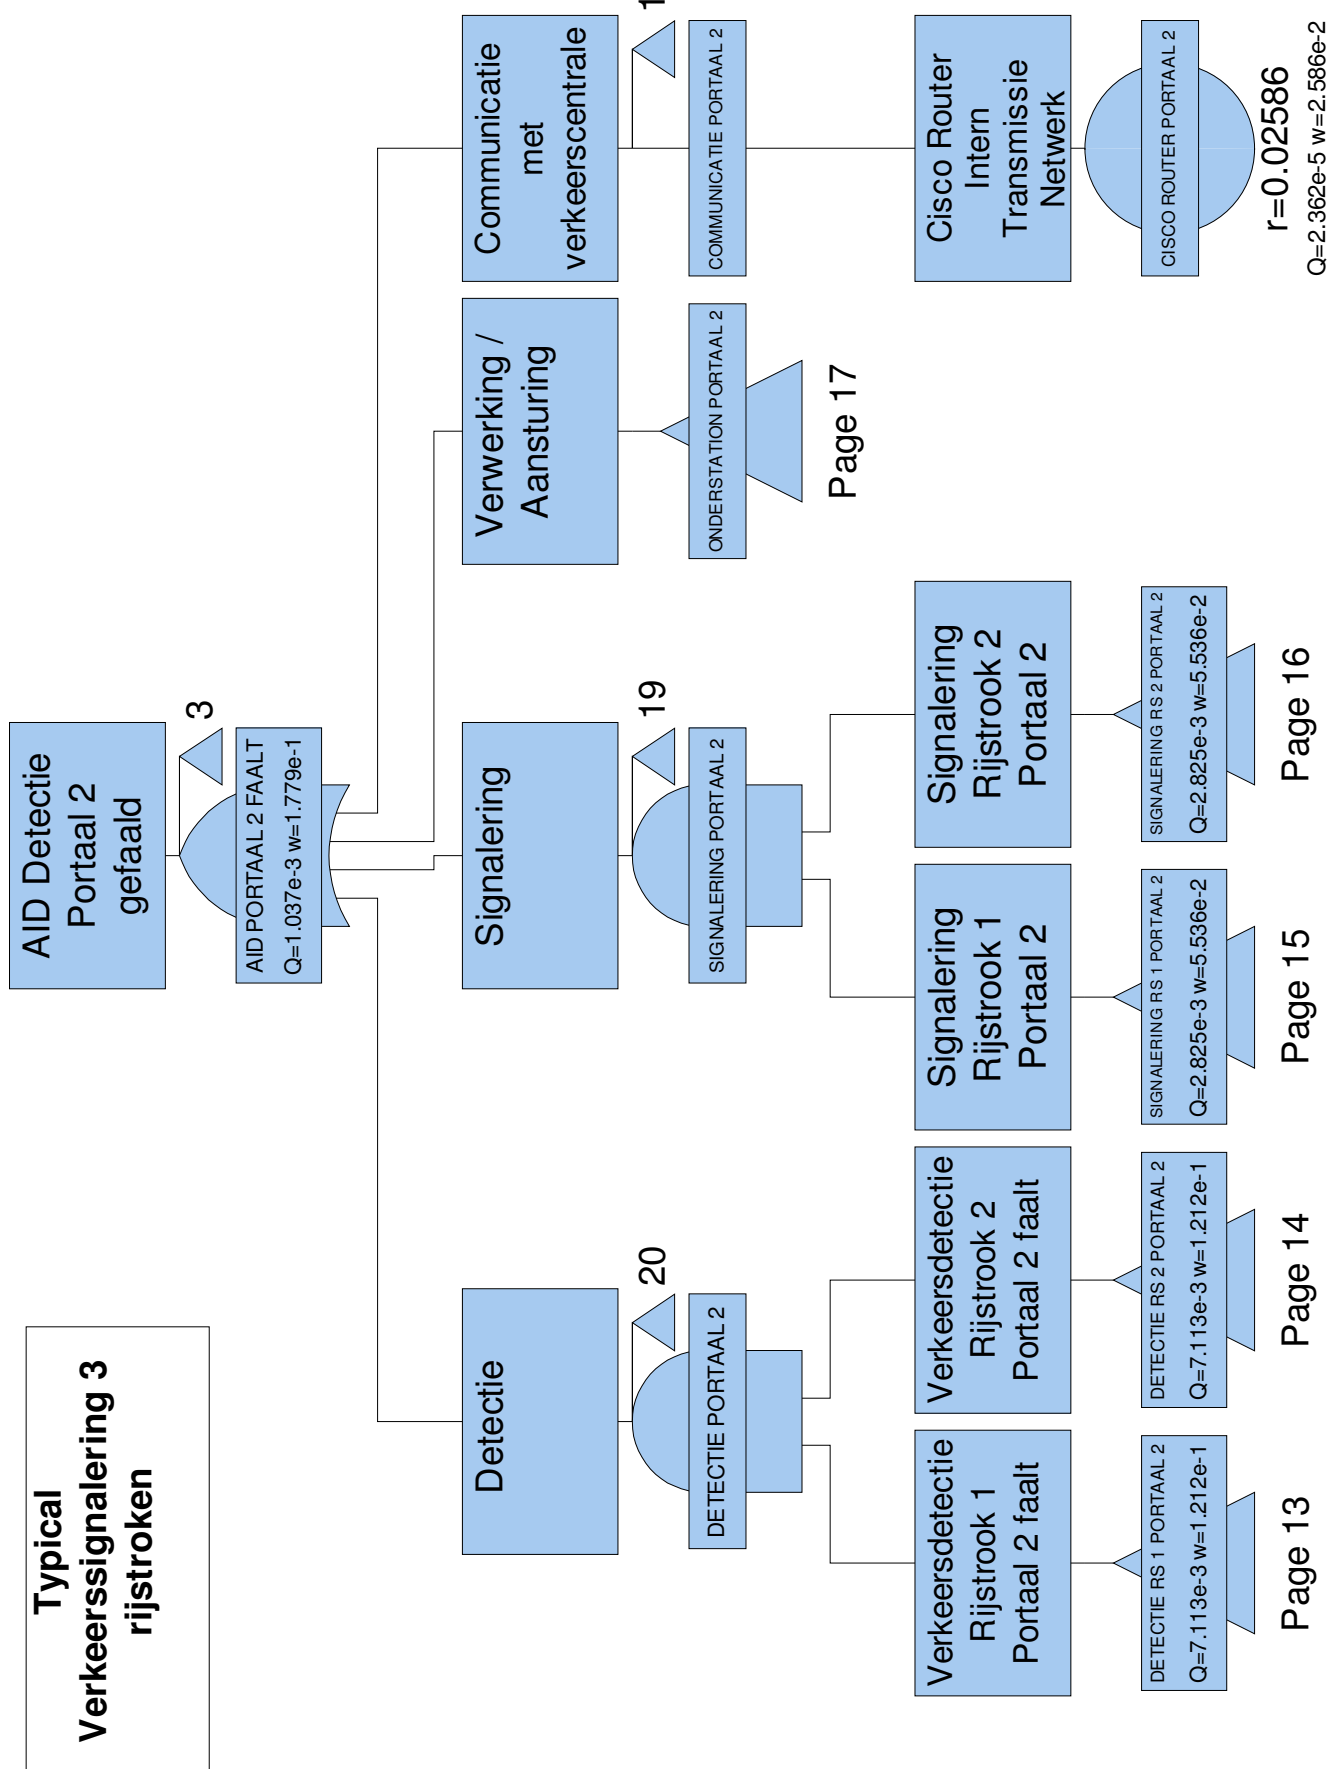 Typical
Verkeerssignalering 3
rijstroken
AID Detectie
Portaal 2
gefaald
3
AID PORTAAL 2 FAALT
Q=1.037e-3 w=1.779e-1
Detectie
20
DETECTIE PORTAAL 2
Signalering
19
SIGNALERING PORTAAL 2
Verwerking /
Aansturing
ONDERSTATION PORTAAL 2
Page 17
Communicatie
met
verkeerscentrale
COMMUNICATIE PORTAAL 2
Verkeersdetectie
Rijstrook 1
Portaal 2 faalt
DETECTIE RS 1 PORTAAL 2
Q=7.113e-3 w=1.212e-1
Page 13
Verkeersdetectie
Rijstrook 2
Portaal 2 faalt
DETECTIE RS 2 PORTAAL 2
Q=7.113e-3 w=1.212e-1
Page 14
Signalering
Rijstrook 1
Portaal 2
SIGNALERING RS 1 PORTAAL 2
Q=2.825e-3 w=5.536e-2
Page 15
Signalering
Rijstrook 2
Portaal 2
SIGNALERING RS 2 PORTAAL 2
Q=2.825e-3 w=5.536e-2
Page 16
Cisco Router
Intern
Transmissie
Netwerk
CISCO ROUTER PORTAAL 2
r=0.02586
Q=2.362e-5 w=2.586e-2